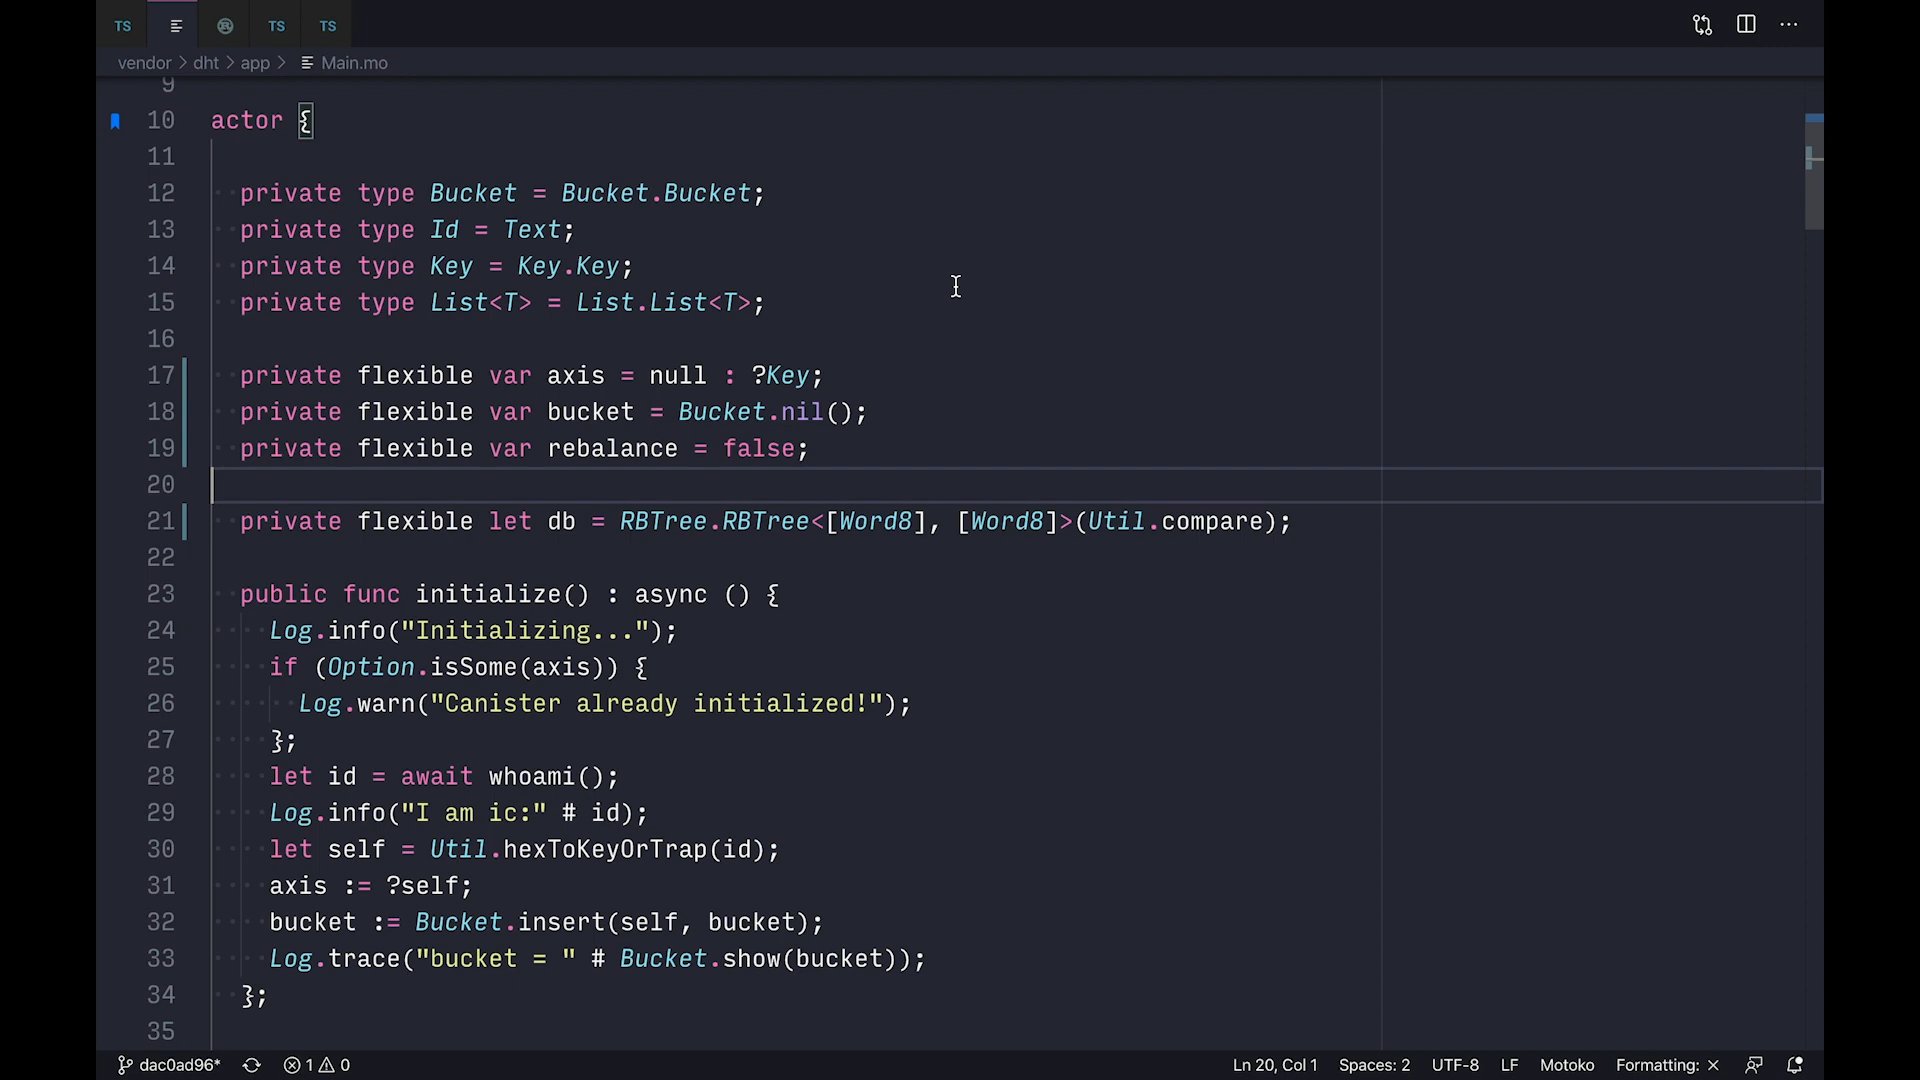 TS TS TS
vendor > dht > app > Main.mo
9
10 actor {
11
12 private type Bucket = Bucket.Bucket;
13 private type Id = Text;
14 private type Key = Key.Key;
15 private type List<T> = List.List<T>;
16
17 private flexible var axis = null : ?Key;
18 private flexible var bucket = Bucket.nil();
19 private flexible var rebalance = false;
20
21 private flexible let db = RBTree.RBTree<[Word8], [Word8]>(Util.compare);
22
23 public func initialize() : async () {
24 Log.info("Initializing...");
25 if (Option.isSome(axis)) {
26 Log.warn("Canister already initialized!");
27 };
28 let id = await whoami();
29 Log.info("I am ic:" # id);
30 let self = Util.hexToKeyOrTrap(id);
31 axis := ?self;
32 bucket := Bucket.insert(self, bucket);
33 Log.trace("bucket = " # Bucket.show(bucket));
34 };
35
dac0ad96* 1 0 Ln 20, Col 1 Spaces: 2 UTF-8 LF Motoko Formatting: ×